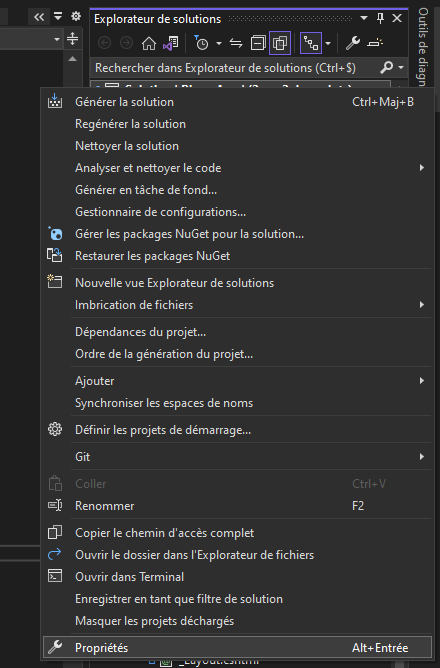 Explorateur de solutions
Rechercher dans Explorateur de solutions (Ctrl+$)
Outils de diagn
Générer la solution Ctrl+Maj+B
Regénérer la solution
Nettoyer la solution
Analyser et nettoyer le code
Générer en tâche de fond...
Gestionnaire de configurations...
Gérer les packages NuGet pour la solution...
Restaurer les packages NuGet
Nouvelle vue Explorateur de solutions
Imbrication de fichiers
Dépendances du projet...
Ordre de la génération du projet...
Ajouter
Synchroniser les espaces de noms
Définir les projets de démarrage...
Git
Coller Ctrl+V
Renommer F2
Copier le chemin d'accès complet
Ouvrir le dossier dans l'Explorateur de fichiers
Ouvrir dans Terminal
Enregistrer en tant que filtre de solution
Masquer les projets déchargés
Propriétés Alt+Entrée
_Layout.cshtml